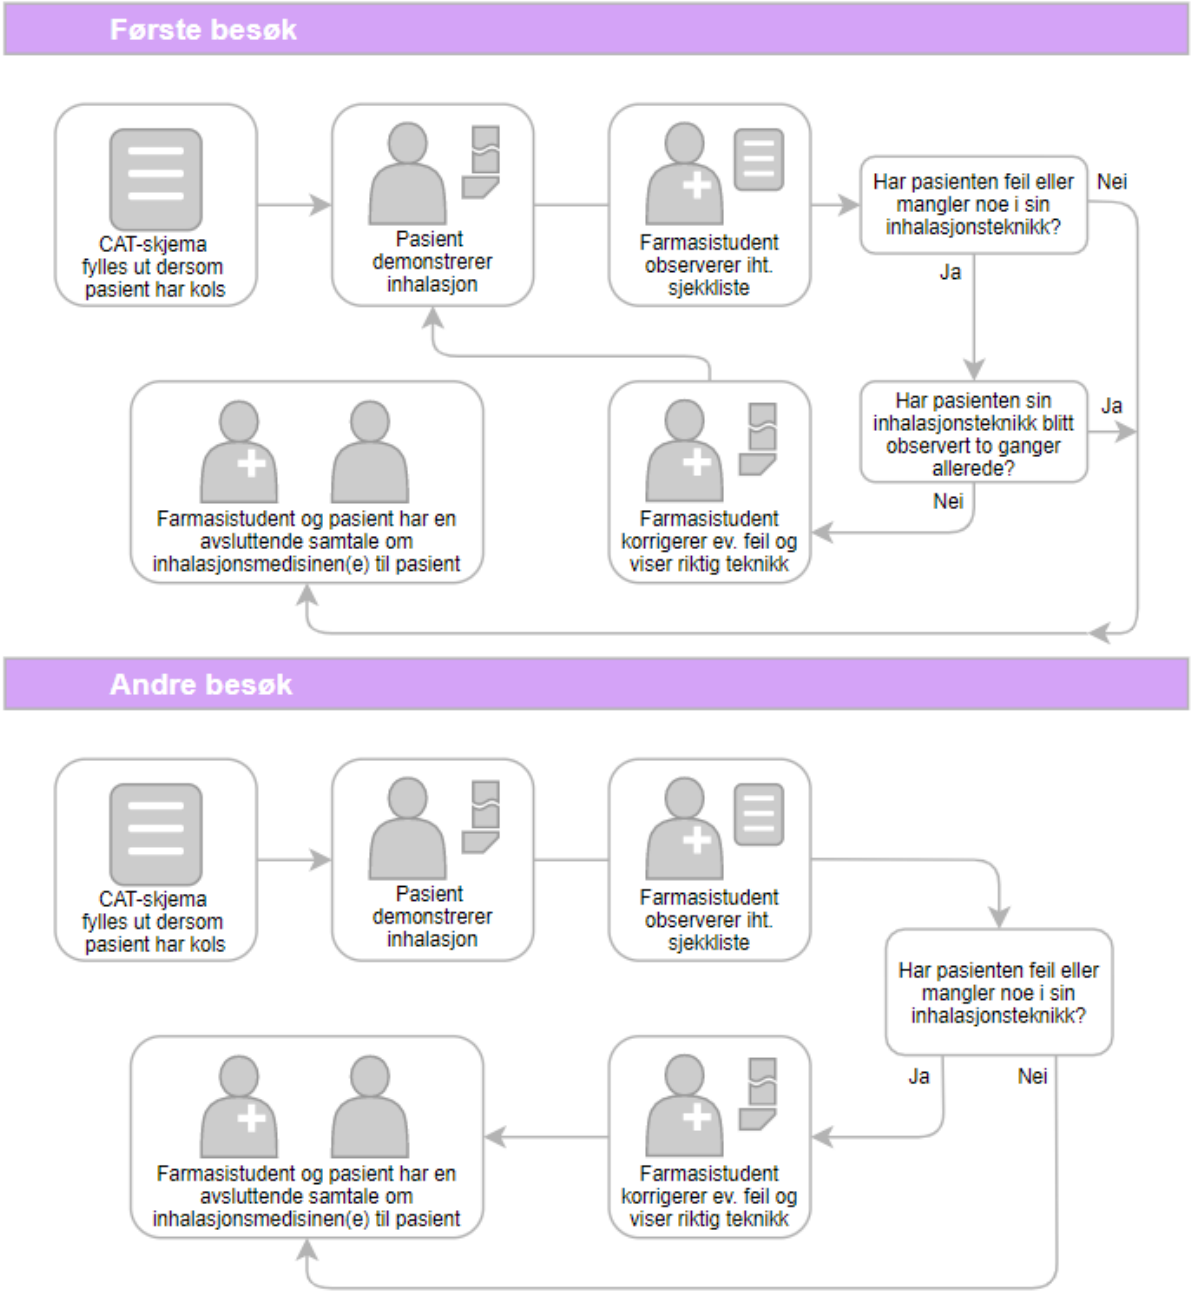 Første besøk
CAT-skjema
fylles ut dersom
pasient har kols
Pasient
demonstrerer
inhalasjon
Farmasistudent
observerer iht.
sjekkliste
Har pasienten feil eller
mangler noe i sin
inhalasjonsteknikk?
Nei
Ja
Har pasienten sin
inhalasjonsteknikk blitt
observert to ganger
allerede?
Ja
Nei
Farmasistudent
korrigerer ev. feil og
viser riktig teknikk
Farmasistudent og pasient har en
avsluttende samtale om
inhalasjonsmedisinen(e) til pasient
Andre besøk
CAT-skjema
fylles ut dersom
pasient har kols
Pasient
demonstrerer
inhalasjon
Farmasistudent
observerer iht.
sjekkliste
Har pasienten feil eller
mangler noe i sin
inhalasjonsteknikk?
Ja
Nei
Farmasistudent
korrigerer ev. feil og
viser riktig teknikk
Farmasistudent og pasient har en
avsluttende samtale om
inhalasjonsmedisinen(e) til pasient